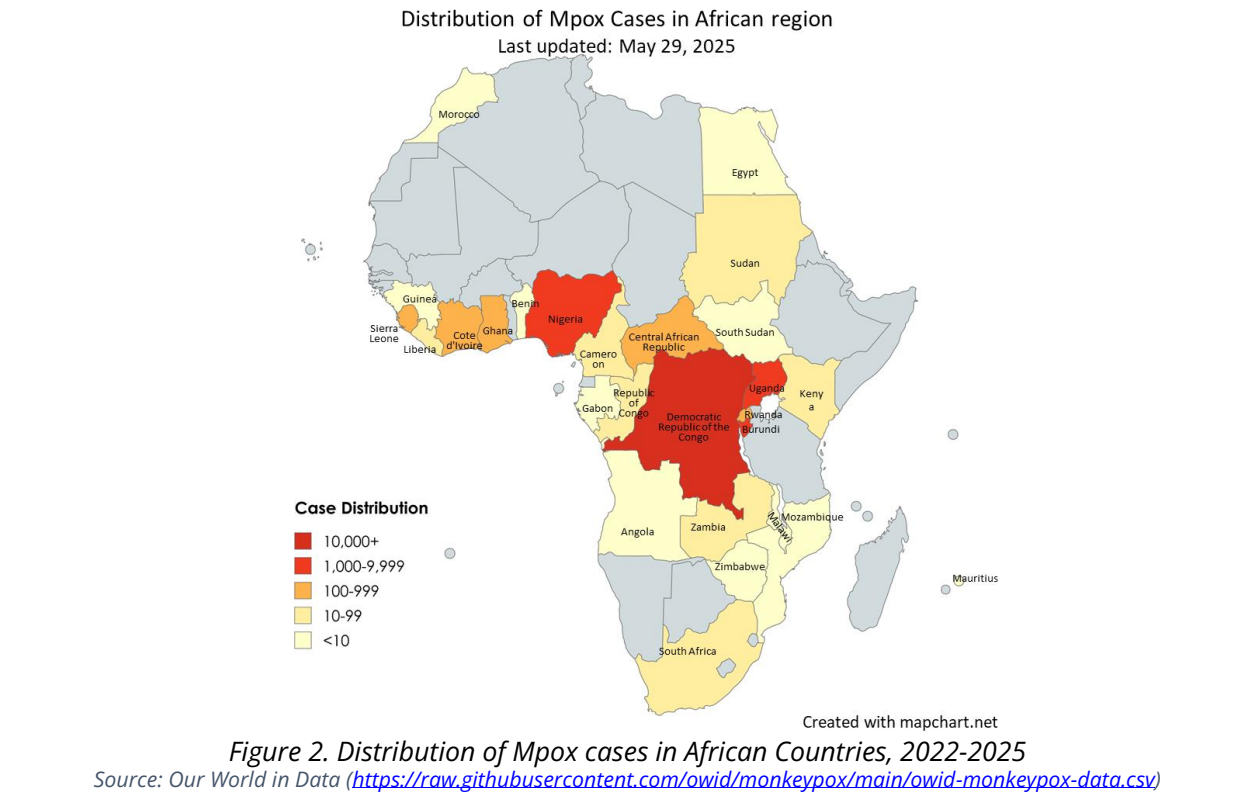 Distribution of Mpox Cases in African region
Last updated: May 29, 2025
Morocco
Egypt
Sudan
Guinea
Benin
Nigeria
Sierra
Leone
Liberia
Cote
d'Ivoire
Ghana
Central African
Republic
South Sudan
Camero
on
Uganda
Keny
a
Gabon
Republic
of
Congo
Democratic
Republic of the
Congo
Rwanda
Burundi
Angola
Zambia
Malawi
Mozambique
Zimbabwe
Mauritius
South Africa
Case Distribution
10,000+
1,000-9,999
100-999
10-99
<10
Created with mapchart.net
Figure 2. Distribution of Mpox cases in African Countries, 2022-2025
Source: Our World in Data (https://raw.githubusercontent.com/owid/monkeypox/main/owid-monkeypox-data.csv)